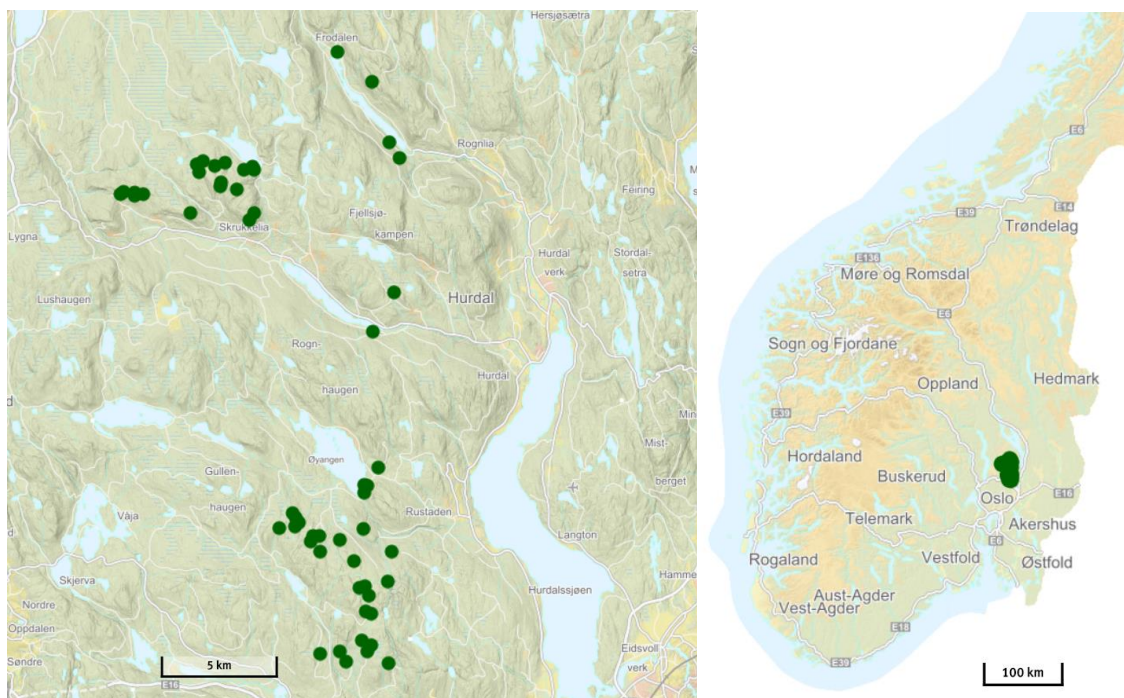 Hersjøsætra
Frodalen
Rognlia
Feiring
Skrukkelia
Fjellsjø-
kampen
Lygna
Hurdal
verk
Stordal-
setra
Lushaugen
Hurdal
Rogn-
haugen
Hurdal
Min
Mist-
berget
Øyangen
Gullen-
haugen
Våja
Rustaden
Langton
Skjerva
Hamme
Hurdalssjøen
Nordre
Oppdalen
Søndre
Eidsvoll
verk
5 km
E16
E6
E14
E39
Trøndelag
E136
Møre og Romsdal
E6
Sogn og Fjordane
Oppland
Hedmark
E39
Hordaland
Buskerud
Oslo
E16
Telemark
Akershus
E6
Rogaland
Vestfold
Østfold
Aust-Agder
Vest-Agder
E18
E39
100 km